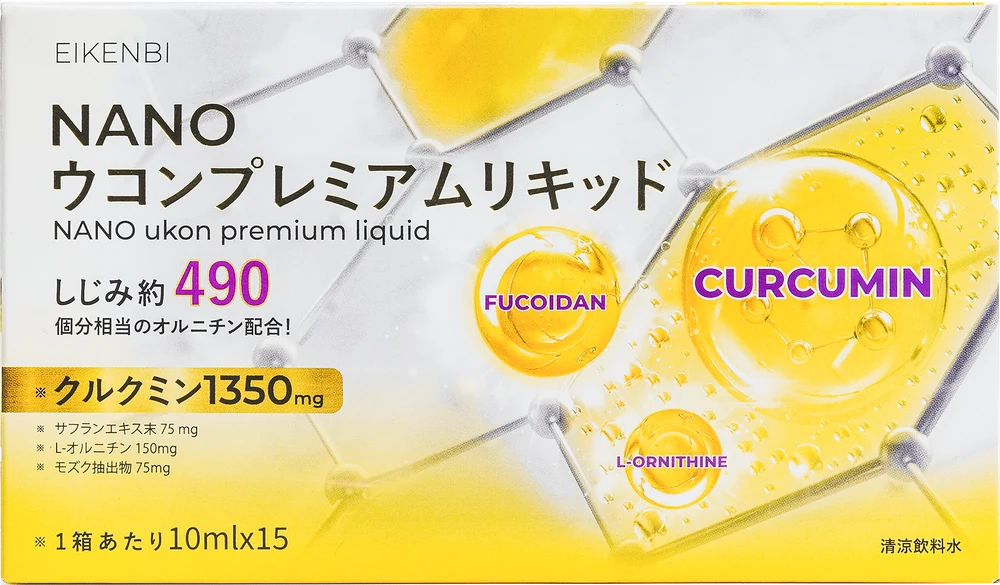 EIKENBI
NANO
ウコンプレミアムリキッド
NANO ukon premium liquid
しじみ約 490
個分相当のオルニチン配合!
※ クルクミン1350mg
※ サフランエキス末 75 mg
※ L-オルニチン 150mg
※ モズク抽出物 75mg
※ 1箱あたり10mlx15
FUCOIDAN
CURCUMIN
L-ORNITHINE
清涼飲料水